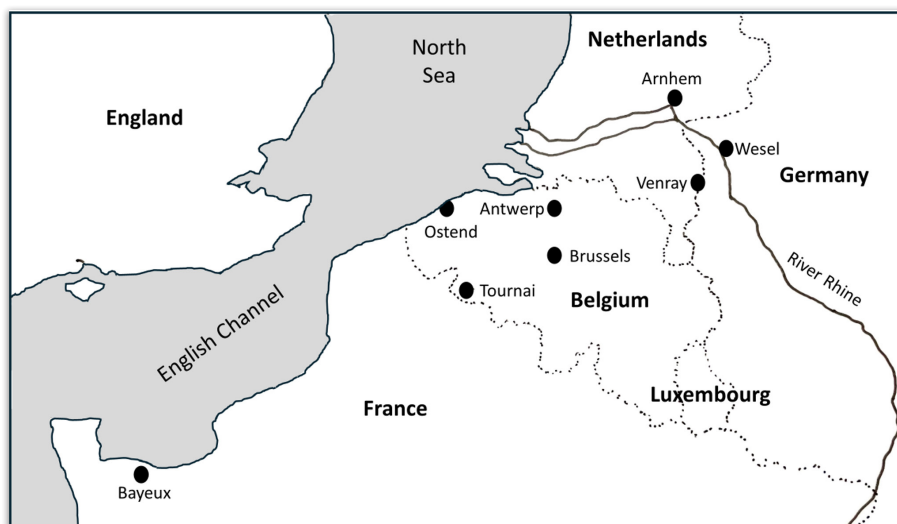 North
Sea
Netherlands
Arnhem
England
Wesel
Germany
Venray
Ostend
Antwerp
Brussels
River Rhine
Tournai
Belgium
English Channel
Luxembourg
France
Bayeux